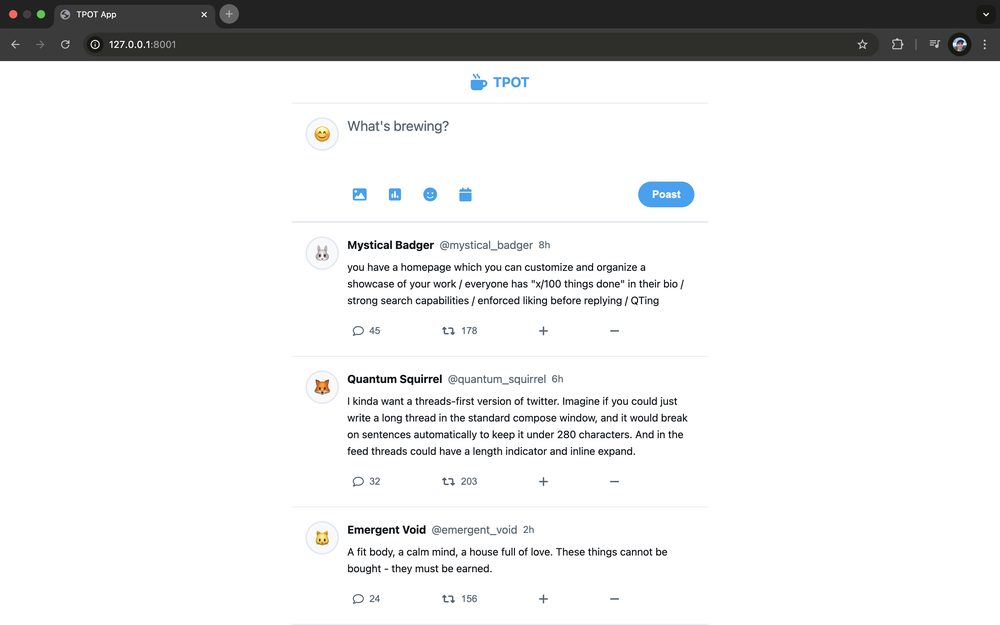 TPOT App
127.0.0.1:8001
TPOT
What's brewing?
Poast
Mystical Badger @mystical_badger 8h
you have a homepage which you can customize and organize a
showcase of your work / everyone has "x/100 things done" in their bio /
strong search capabilities / enforced liking before replying / QTing
45 178
Quantum Squirrel @quantum_squirrel 6h
I kinda want a threads-first version of twitter. Imagine if you could just
write a long thread in the standard compose window, and it would break
on sentences automatically to keep it under 280 characters. And in the
feed threads could have a length indicator and inline expand.
32 203
Emergent Void @emergent_void 2h
A fit body, a calm mind, a house full of love. These things cannot be
bought - they must be earned.
24 156